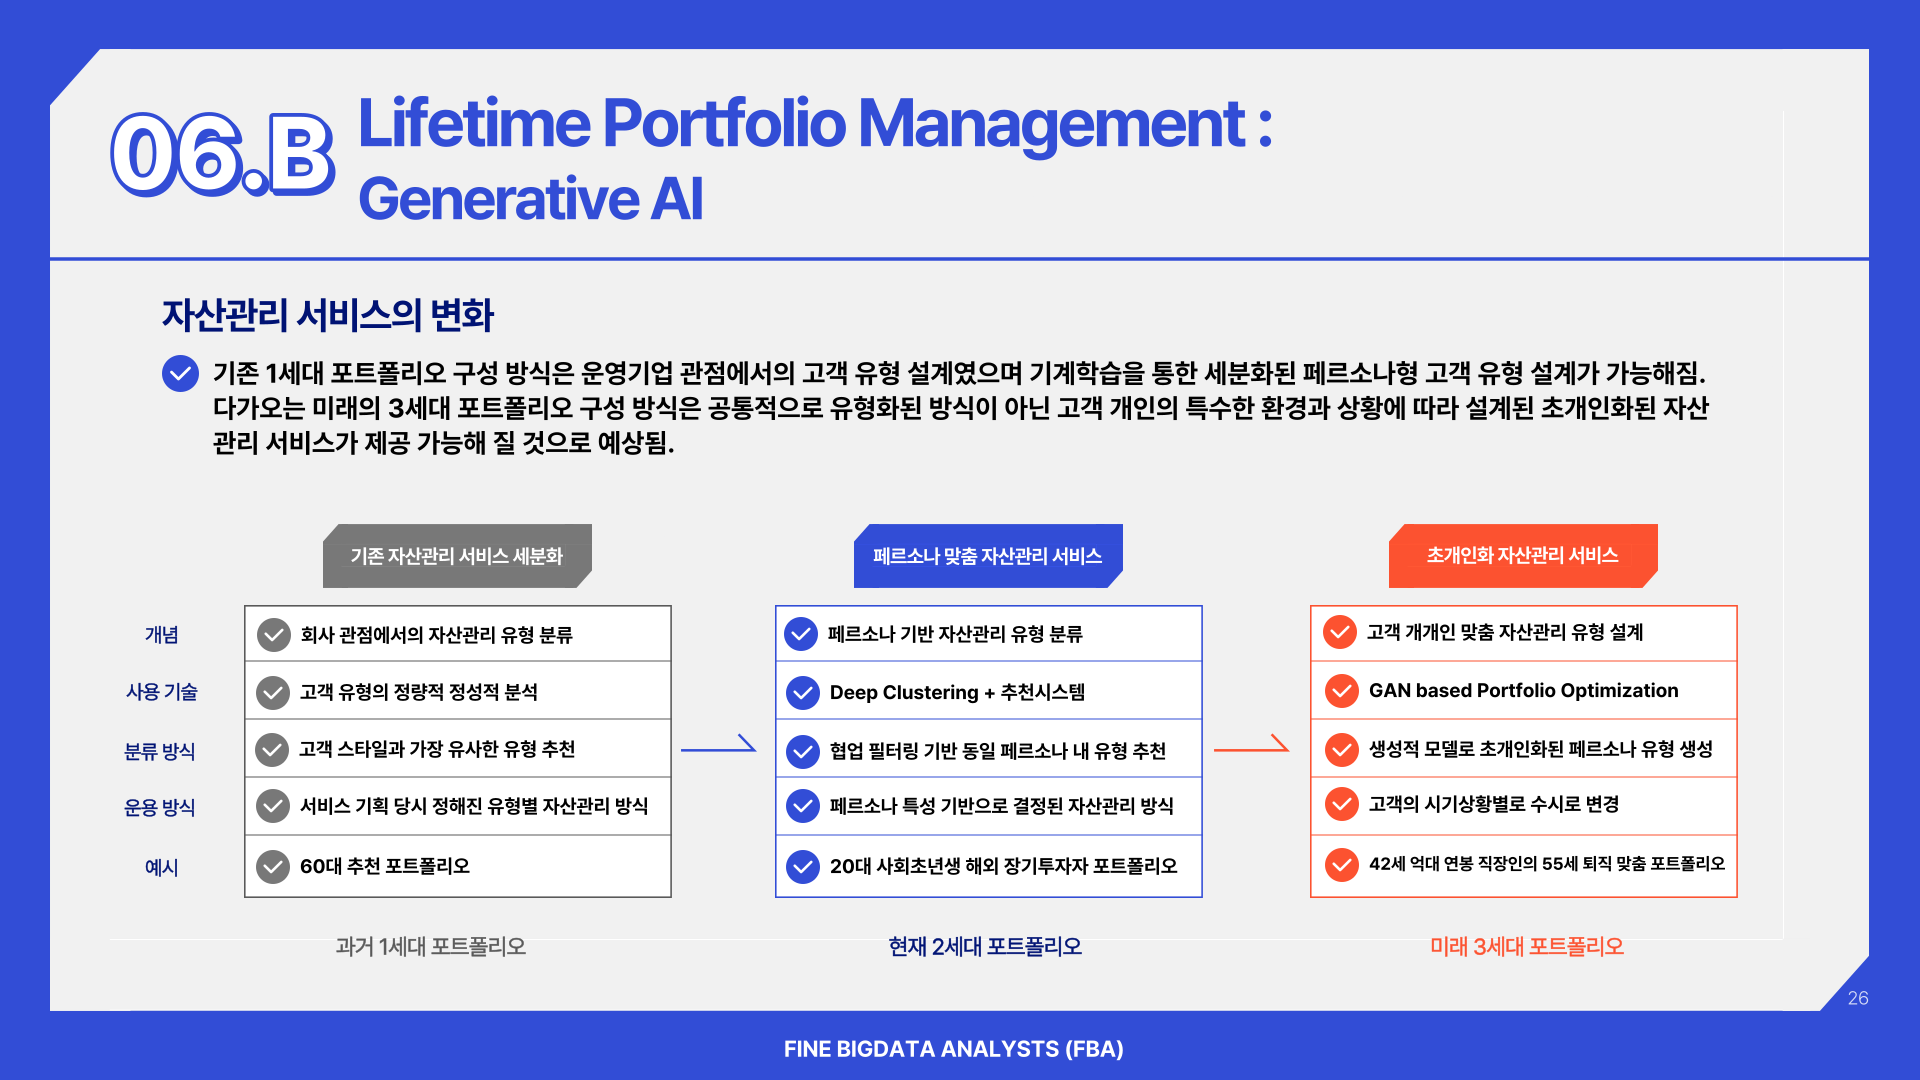 06.B
Lifetime Portfolio Management :
Generative AI
자산관리 서비스의 변화
기존 1세대 포트폴리오 구성 방식은 운영기업 관점에서의 고객 유형 설계였으며 기계학습을 통한 세분화된 페르소나형 고객 유형 설계가 가능해짐.
다가오는 미래의 3세대 포트폴리오 구성 방식은 공통적으로 유형화된 방식이 아닌 고객 개인의 특수한 환경과 상황에 따라 설계된 초개인화된 자산
관리 서비스가 제공 가능해 질 것으로 예상됨.
기존 자산관리 서비스 세분화
페르소나 맞춤 자산관리 서비스
초개인화 자산관리 서비스
개념
회사 관점에서의 자산관리 유형 분류
페르소나 기반 자산관리 유형 분류
고객 개개인 맞춤 자산관리 유형 설계
사용 기술
고객 유형의 정량적 정성적 분석
Deep Clustering + 추천시스템
GAN based Portfolio Optimization
분류 방식
고객 스타일과 가장 유사한 유형 추천
협업 필터링 기반 동일 페르소나 내 유형 추천
생성적 모델로 초개인화된 페르소나 유형 생성
운용 방식
서비스 기획 당시 정해진 유형별 자산관리 방식
페르소나 특성 기반으로 결정된 자산관리 방식
고객의 시기상황별로 수시로 변경
예시
60대 추천 포트폴리오
20대 사회초년생 해외 장기투자자 포트폴리오
42세 억대 연봉 직장인의 55세 퇴직 맞춤 포트폴리오
과거 1세대 포트폴리오
현재 2세대 포트폴리오
미래 3세대 포트폴리오
26
FINE BIGDATA ANALYSTS (FBA)